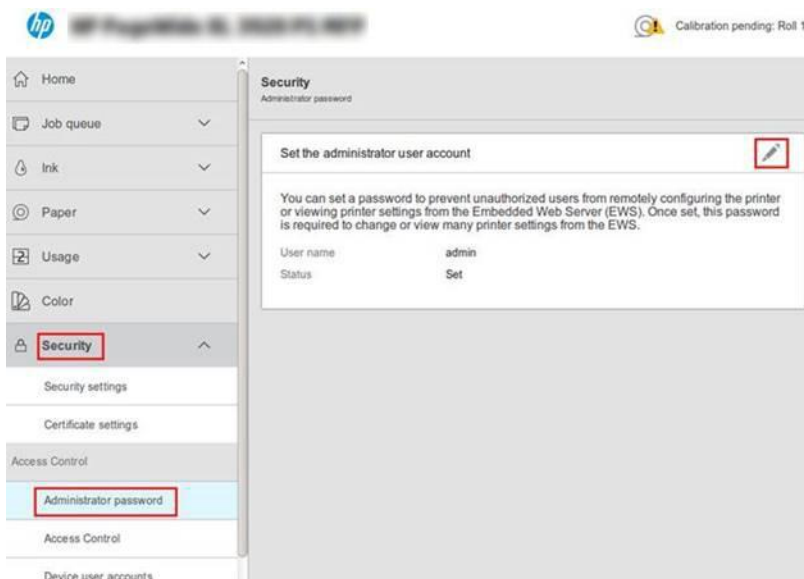 hp
Calibration pending: Roll 1
Home
Job queue
Ink
Paper
Usage
Color
Security
Security settings
Certificate settings
Access Control
Administrator password
Access Control
Device user accounts
Security
Administrator password
Set the administrator user account
You can set a password to prevent unauthorized users from remotely configuring the printer
or viewing printer settings from the Embedded Web Server (EWS). Once set, this password
is required to change or view many printer settings from the EWS.
User name admin
Status Set